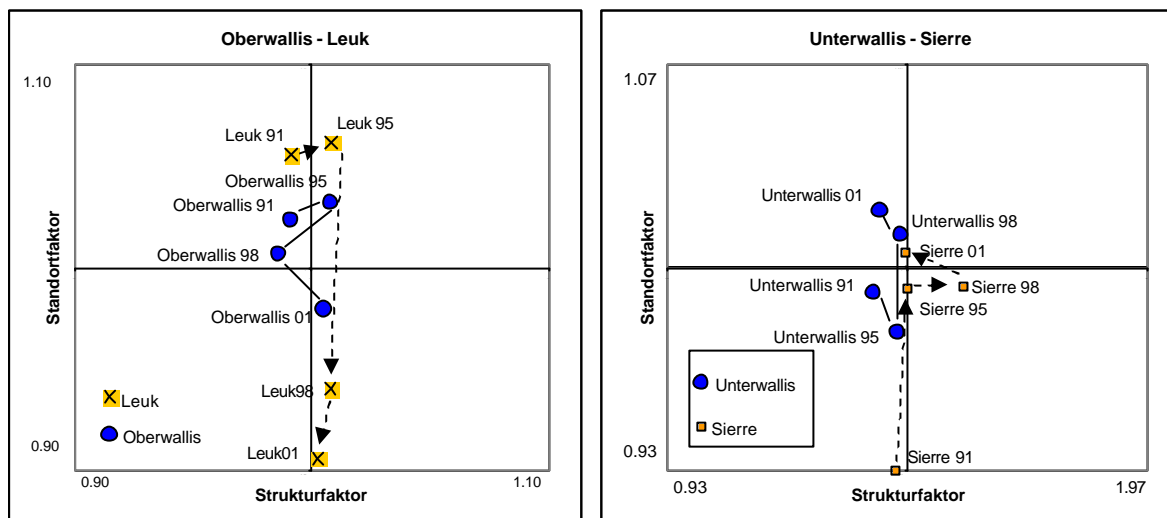 Oberwallis - Leuk
1.10
Leuk 95
Leuk 91
Oberwallis 95
Oberwallis 91
Oberwallis 98
Oberwallis 01
Standortfaktor
Leuk98
Leuk
Oberwallis
0.90
Leuk01
0.90
1.10
Strukturfaktor
Unterwallis - Sierre
1.07
Unterwallis 01
Unterwallis 98
Sierre 01
Unterwallis 91
Sierre 98
Sierre 95
Unterwallis 95
Standortfaktor
Unterwallis
Sierre
0.93
Sierre 91
0.93
1.97
Strukturfaktor